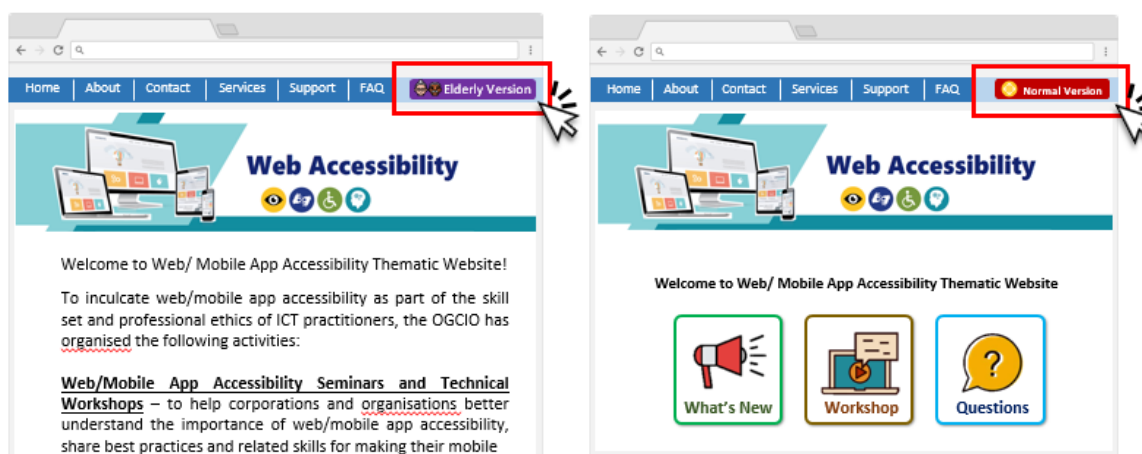 Home About Contact Services Support FAQ Elderly Version
Web Accessibility
Welcome to Web/ Mobile App Accessibility Thematic Website!
To inculcate web/mobile app accessibility as part of the skill
set and professional ethics of ICT practitioners, the OGCIO has
organised the following activities:
Web/Mobile App Accessibility Seminars and Technical
Workshops – to help corporations and organisations better
understand the importance of web/mobile app accessibility,
share best practices and related skills for making their mobile
Home About Contact Services Support FAQ Normal Version
Web Accessibility
Welcome to Web/ Mobile App Accessibility Thematic Website
What's New Workshop Questions